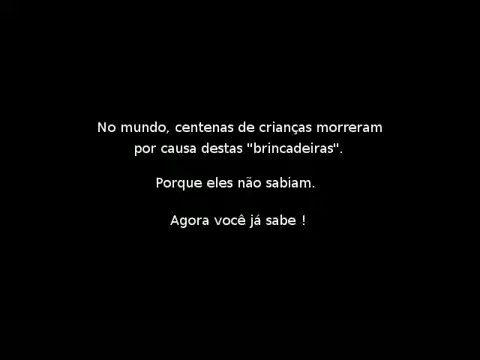 No mundo, centenas de crianças morreram
por causa destas "brincadeiras".
Porque eles não sabiam.
Agora você já sabe !